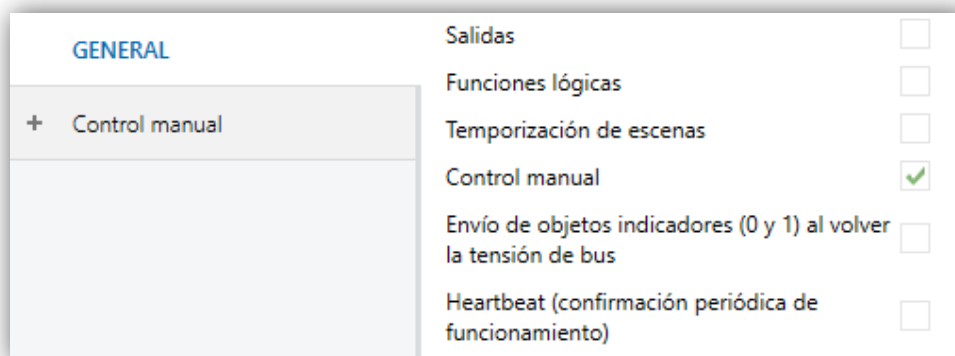 GENERAL
+ Control manual
Salidas
Funciones lógicas
Temporización de escenas
Control manual
Envío de objetos indicadores (0 y 1) al volver
la tensión de bus
Heartbeat (confirmación periódica de
funcionamiento)